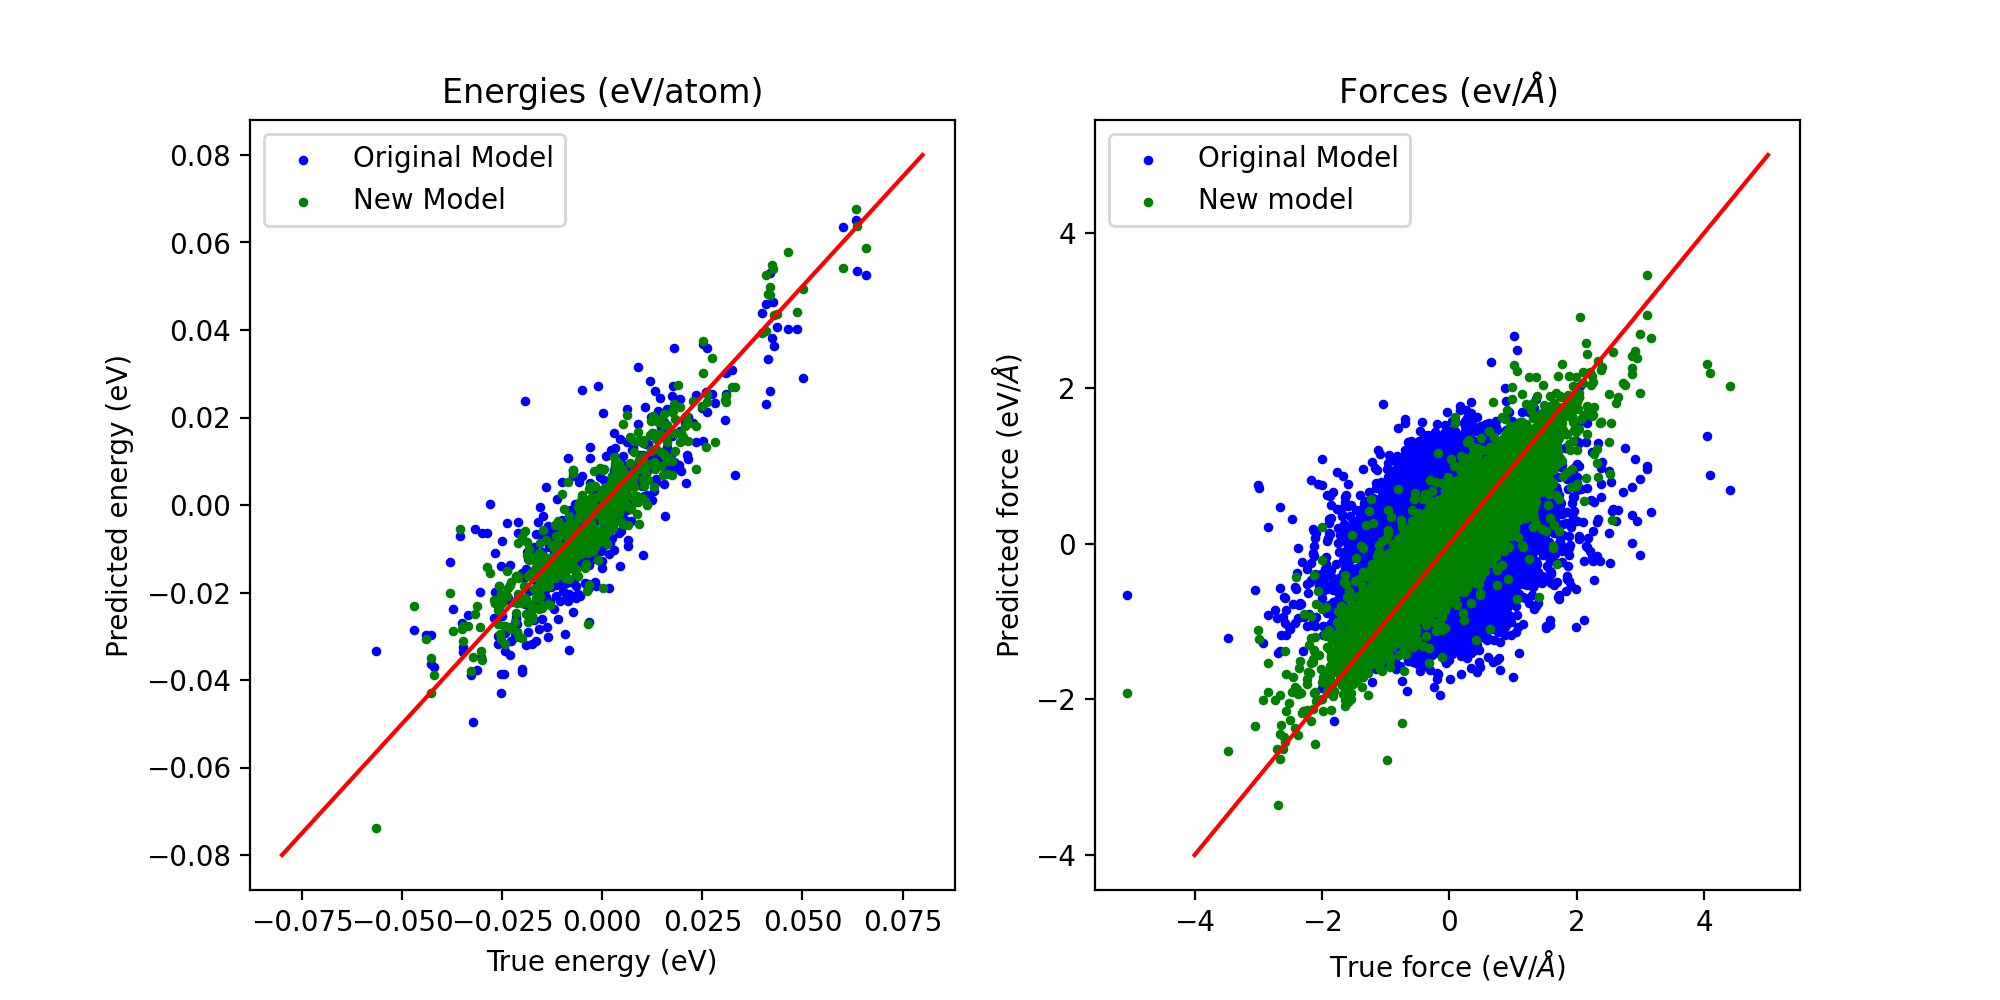 Energies (eV/atom)
Original Model
New Model
0.08
0.06
0.04
0.02
0.00
−0.02
−0.04
−0.06
−0.08
Predicted energy (eV)
−0.075
−0.050
−0.025
0.000
0.025
0.050
0.075
True energy (eV)
Forces (ev/Å)
Original Model
New model
4
2
0
−2
−4
Predicted force (eV/Å)
−4
−2
0
2
4
True force (eV/Å)